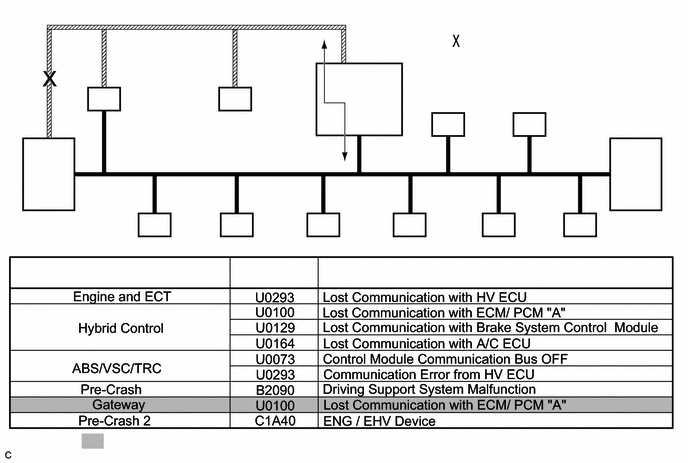 X
X
Engine and ECT U0293 Lost Communication with HV ECU
Hybrid Control U0100 Lost Communication with ECM/ PCM "A"
U0129 Lost Communication with Brake System Control Module
U0164 Lost Communication with A/C ECU
ABS/VSC/TRC U0073 Control Module Communication Bus OFF
U0293 Communication Error from HV ECU
Pre-Crash B2090 Driving Support System Malfunction
Gateway U0100 Lost Communication with ECM/ PCM "A"
Pre-Crash 2 C1A40 ENG / EHV Device
C